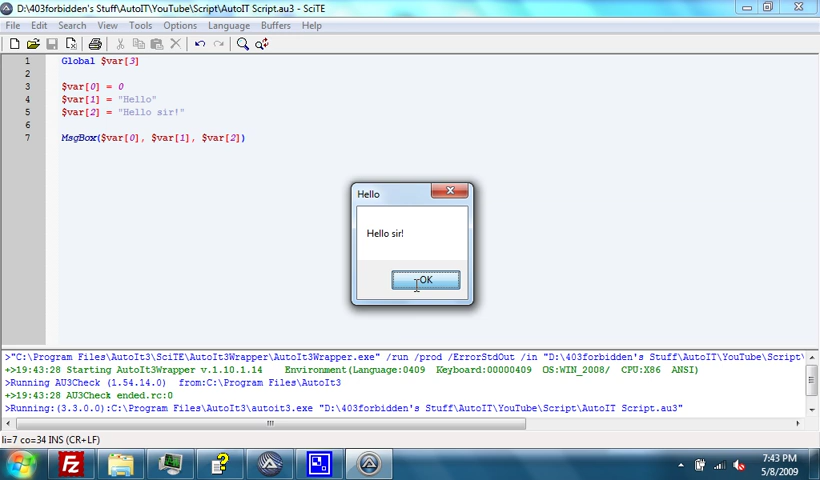 D:\403forbidden's Stuff\AutoIT\YouTube\Script\AutoIT Script.au3 - SciTE
File Edit Search View Tools Options Language Buffers Help
1 Global $var[3]
2
3 $var[0] = 0
4 $var[1] = "Hello"
5 $var[2] = "Hello sir!"
6
7 MsgBox($var[0], $var[1], $var[2])
Hello
Hello sir!
OK
>"C:\Program Files\AutoIt3\SciTE\AutoIt3Wrapper\AutoIt3Wrapper.exe" /run /prod /ErrorStdOut /in "D:\403forbidden's Stuff\AutoIT\YouTube\Script\
+>19:43:28 Starting AutoIt3Wrapper v.1.10.1.14 Environment(Language:0409 Keyboard:00000409 OS:WIN_2008/ CPU:X86 ANSI)
>Running AU3Check (1.54.14.0) from:C:\Program Files\AutoIt3
+>19:43:28 AU3Check ended.rc:0
>Running:(3.3.0.0):C:\Program Files\AutoIt3\autoit3.exe "D:\403forbidden's Stuff\AutoIT\YouTube\Script\AutoIT Script.au3"
li=7 co=34 INS (CR+LF)
7:43 PM
5/8/2009